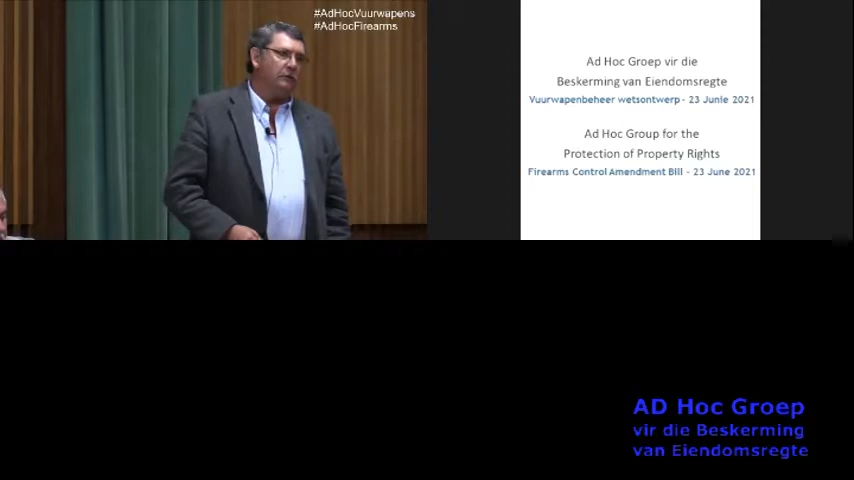 #AdHocVuurwapens
#AdHocFirearms
Ad Hoc Groep vir die
Beskerming van Eiendomsregte
Vuurwapenbeheer wetsontwerp - 23 Junie 2021
Ad Hoc Group for the
Protection of Property Rights
Firearms Control Amendment Bill - 23 June 2021
AD Hoc Groep
vir die Beskerming
van Eiendomsregte